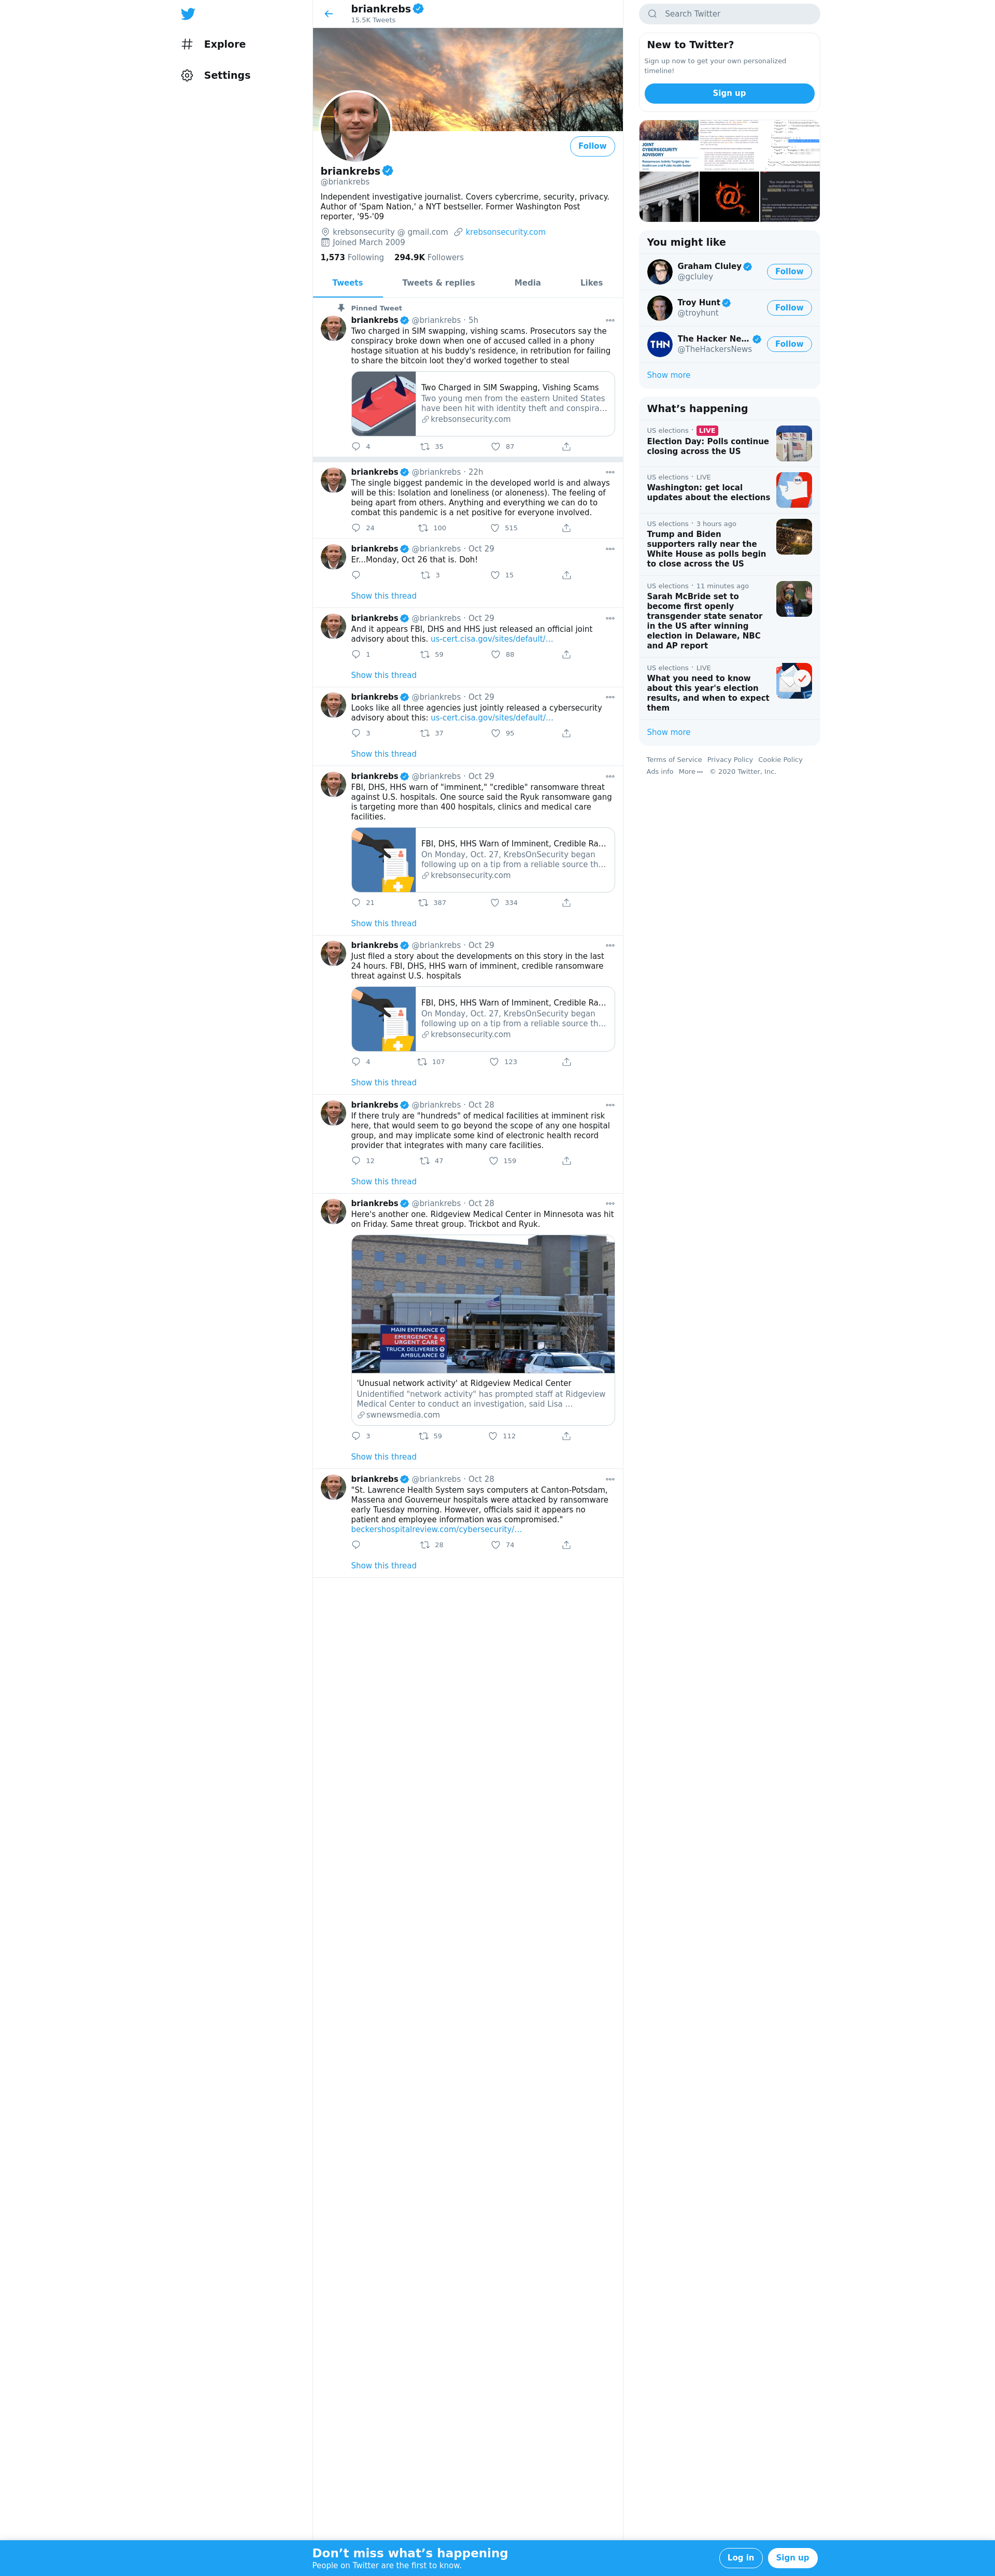 briankrebs
15.5K Tweets
Explore
Settings
Follow
briankrebs
@briankrebs
Independent investigative journalist. Covers cybercrime, security, privacy.
Author of 'Spam Nation,' a NYT bestseller. Former Washington Post
reporter, '95-'09
krebsonsecurity @ gmail.com krebsonsecurity.com
Joined March 2009
1,573 Following 294.9K Followers
Tweets Tweets & replies Media Likes
Pinned Tweet
briankrebs @briankrebs · 5h
Two charged in SIM swapping, vishing scams. Prosecutors say the
conspiracy broke down when one of accused called in a phony
hostage situation at his buddy's residence, in retribution for failing
to share the bitcoin loot they'd worked together to steal
Two Charged in SIM Swapping, Vishing Scams
Two young men from the eastern United States
have been hit with identity theft and conspira...
krebsonsecurity.com
4 35 87
briankrebs @briankrebs · 22h
The single biggest pandemic in the developed world is and always
will be this: Isolation and loneliness (or aloneness). The feeling of
being apart from others. Anything and everything we can do to
combat this pandemic is a net positive for everyone involved.
24 100 515
briankrebs @briankrebs · Oct 29
Er...Monday, Oct 26 that is. Doh!
3 15
Show this thread
briankrebs @briankrebs · Oct 29
And it appears FBI, DHS and HHS just released an official joint
advisory about this. us-cert.cisa.gov/sites/default/...
1 59 88
Show this thread
briankrebs @briankrebs · Oct 29
Looks like all three agencies just jointly released a cybersecurity
advisory about this: us-cert.cisa.gov/sites/default/...
3 37 95
Show this thread
briankrebs @briankrebs · Oct 29
FBI, DHS, HHS warn of "imminent," "credible" ransomware threat
against U.S. hospitals. One source said the Ryuk ransomware gang
is targeting more than 400 hospitals, clinics and medical care
facilities.
FBI, DHS, HHS Warn of Imminent, Credible Ra...
On Monday, Oct. 27, KrebsOnSecurity began
following up on a tip from a reliable source th...
krebsonsecurity.com
21 387 334
Show this thread
briankrebs @briankrebs · Oct 29
Just filed a story about the developments on this story in the last
24 hours. FBI, DHS, HHS warn of imminent, credible ransomware
threat against U.S. hospitals
FBI, DHS, HHS Warn of Imminent, Credible Ra...
On Monday, Oct. 27, KrebsOnSecurity began
following up on a tip from a reliable source th...
krebsonsecurity.com
4 107 123
Show this thread
briankrebs @briankrebs · Oct 28
If there truly are "hundreds" of medical facilities at imminent risk
here, that would seem to go beyond the scope of any one hospital
group, and may implicate some kind of electronic health record
provider that integrates with many care facilities.
12 47 159
Show this thread
briankrebs @briankrebs · Oct 28
Here's another one. Ridgeview Medical Center in Minnesota was hit
on Friday. Same threat group. Trickbot and Ryuk.
MAIN ENTRANCE
EMERGENCY &
URGENT CARE
TRUCK DELIVERIES
AMBULANCE
'Unusual network activity' at Ridgeview Medical Center
Unidentified "network activity" has prompted staff at Ridgeview
Medical Center to conduct an investigation, said Lisa ...
swnewsmedia.com
3 59 112
Show this thread
briankrebs @briankrebs · Oct 28
"St. Lawrence Health System says computers at Canton-Potsdam,
Massena and Gouverneur hospitals were attacked by ransomware
early Tuesday morning. However, officials said it appears no
patient and employee information was compromised."
beckershospitalreview.com/cybersecurity/...
28 74
Show this thread
Search Twitter
New to Twitter?
Sign up now to get your own personalized
timeline!
Sign up
JOINT
CYBERSECURITY
ADVISORY
You might like
Graham Cluley
@gcluley
Follow
Troy Hunt
@troyhunt
Follow
THN
The Hacker Ne...
@TheHackersNews
Follow
Show more
What's happening
US elections · LIVE
Election Day: Polls continue
closing across the US
US elections · LIVE
Washington: get local
updates about the elections
US elections · 3 hours ago
Trump and Biden
supporters rally near the
White House as polls begin
to close across the US
US elections · 11 minutes ago
Sarah McBride set to
become first openly
transgender state senator
in the US after winning
election in Delaware, NBC
and AP report
US elections · LIVE
What you need to know
about this year's election
results, and when to expect
them
Show more
Terms of Service Privacy Policy Cookie Policy
Ads info More © 2020 Twitter, Inc.
Don't miss what's happening
People on Twitter are the first to know.
Log in Sign up